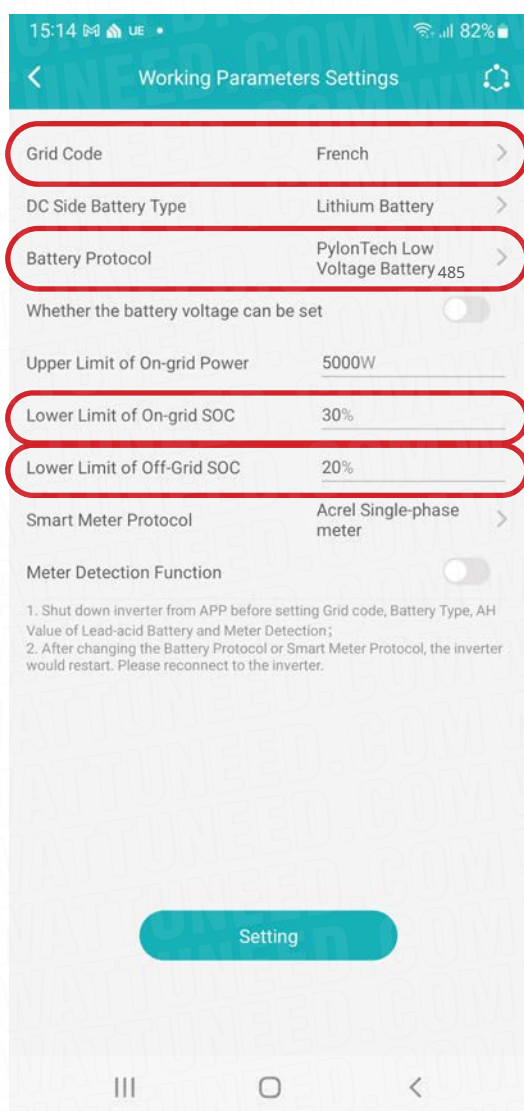 15:14 UE • 82%
Working Parameters Settings
Grid Code French
DC Side Battery Type Lithium Battery
Battery Protocol PylonTech Low
Voltage Battery 485
Whether the battery voltage can be set
Upper Limit of On-grid Power 5000W
Lower Limit of On-grid SOC 30%
Lower Limit of Off-Grid SOC 20%
Smart Meter Protocol Acrel Single-phase
meter
Meter Detection Function
1. Shut down inverter from APP before setting Grid code, Battery Type, AH
Value of Lead-acid Battery and Meter Detection;
2. After changing the Battery Protocol or Smart Meter Protocol, the inverter
would restart. Please reconnect to the inverter.
Setting
WATTUNEED.COM